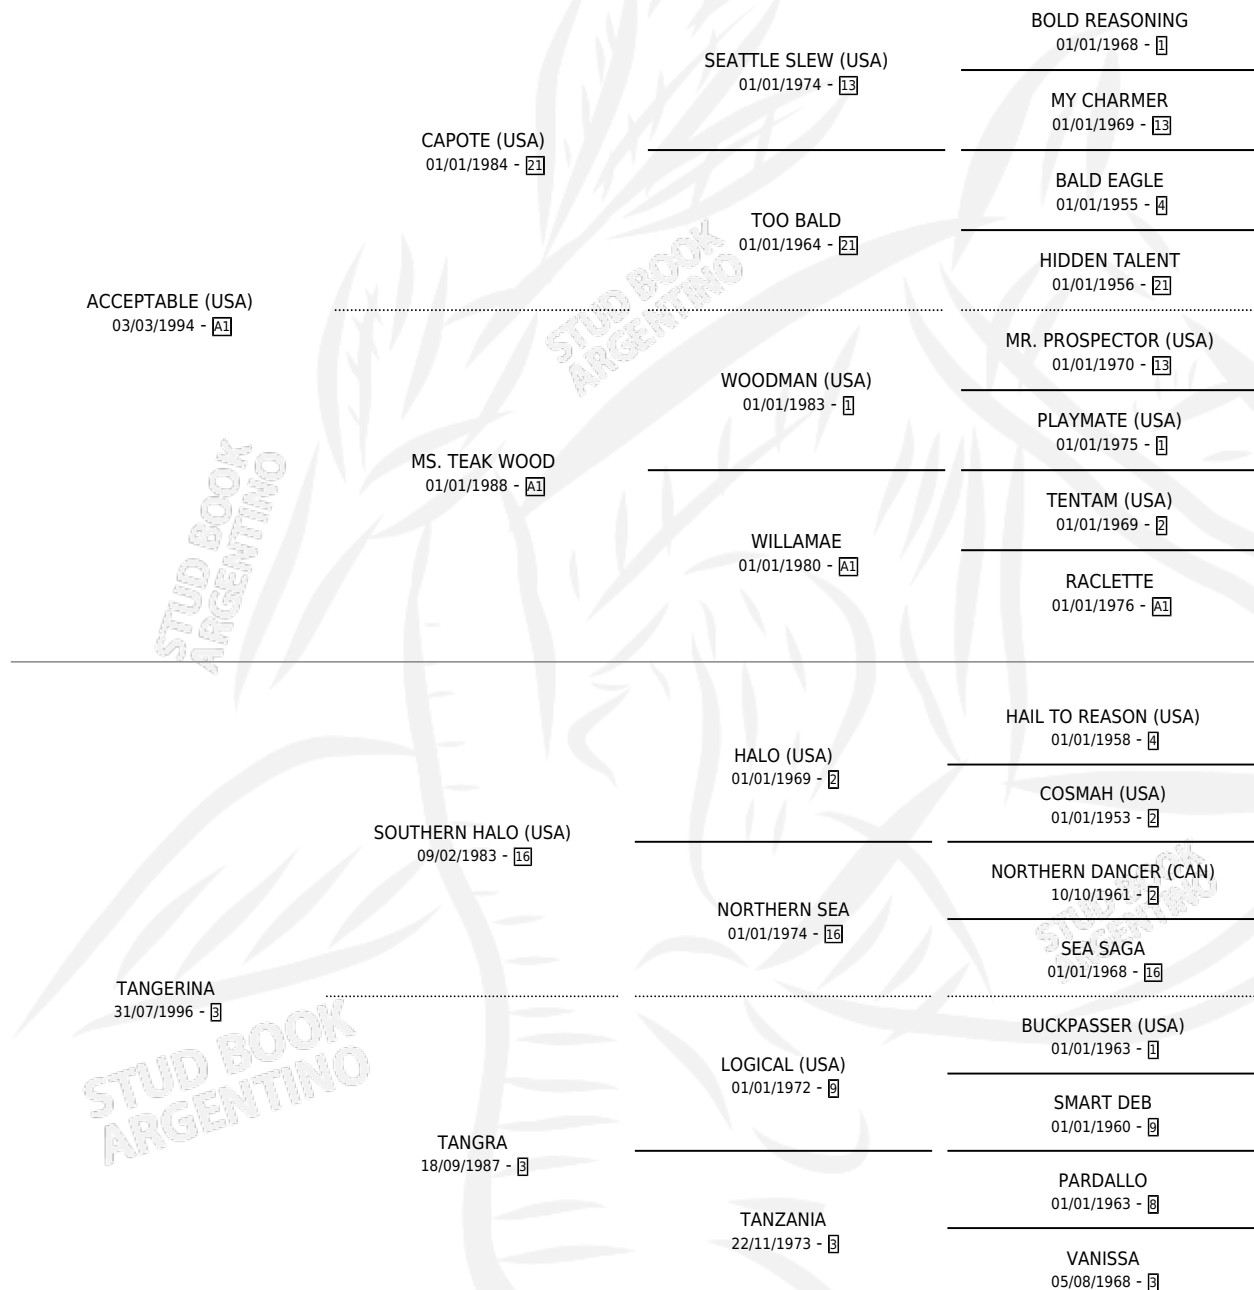 BOLD REASONING
01/01/1968 - 1
SEATTLE SLEW (USA)
01/01/1974 - 13
MY CHARMER
01/01/1969 - 13
CAPOTE (USA)
01/01/1984 - 21
BALD EAGLE
01/01/1955 - 4
TOO BALD
01/01/1964 - 21
HIDDEN TALENT
01/01/1956 - 21
ACCEPTABLE (USA)
03/03/1994 - A1
MR. PROSPECTOR (USA)
01/01/1970 - 13
WOODMAN (USA)
01/01/1983 - 1
PLAYMATE (USA)
01/01/1975 - 1
MS. TEAK WOOD
01/01/1988 - A1
TENTAM (USA)
01/01/1969 - 2
WILLAMAE
01/01/1980 - A1
RACLETTE
01/01/1976 - A1
HAIL TO REASON (USA)
01/01/1958 - 4
HALO (USA)
01/01/1969 - 2
COSMAH (USA)
01/01/1953 - 2
SOUTHERN HALO (USA)
09/02/1983 - 16
NORTHERN DANCER (CAN)
10/10/1961 - 2
NORTHERN SEA
01/01/1974 - 16
SEA SAGA
01/01/1968 - 16
TANGERINA
31/07/1996 - 3
BUCKPASSER (USA)
01/01/1963 - 1
LOGICAL (USA)
01/01/1972 - 9
SMART DEB
01/01/1960 - 9
TANGRA
18/09/1987 - 3
PARDALLO
01/01/1963 - 8
TANZANIA
22/11/1973 - 3
VANISSA
05/08/1968 - 3
STUD BOOK
ARGENTINO
STUD BOOK
ARGENTINO
STUD BOOK
ARGENTINO
STUD BOOK
ARGENTINO